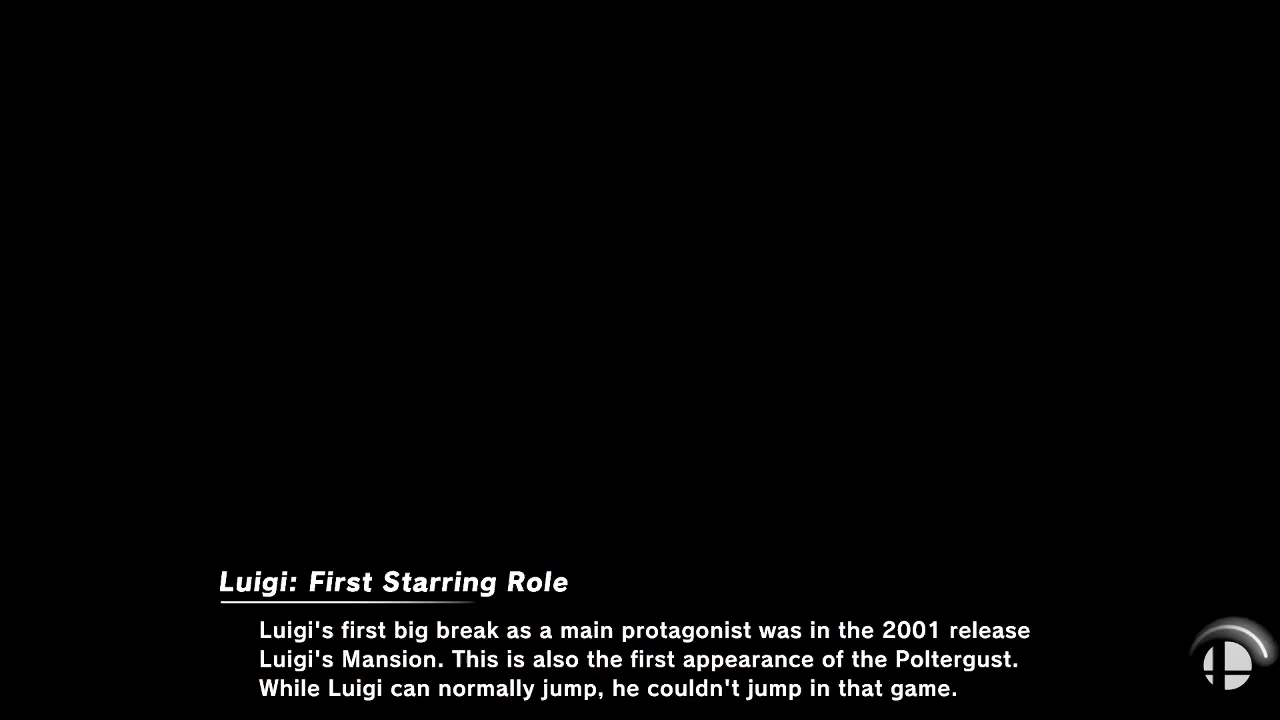 Luigi: First Starring Role
Luigi's first big break as a main protagonist was in the 2001 release
Luigi's Mansion. This is also the first appearance of the Poltergust.
While Luigi can normally jump, he couldn't jump in that game.